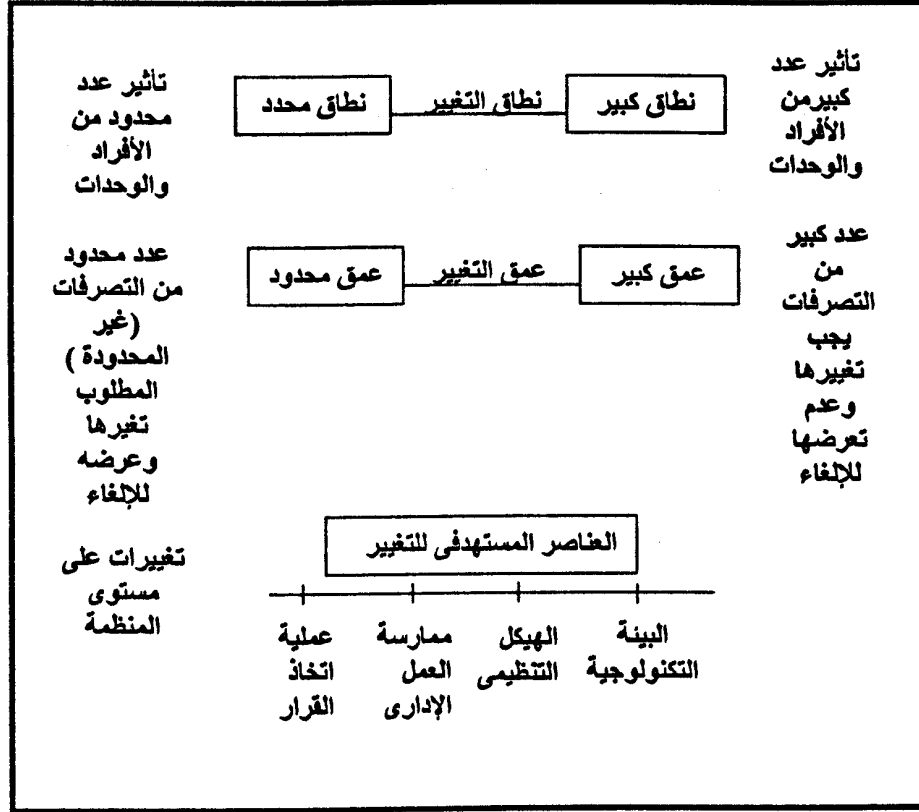 تأثير عدد
كبيرمن
الأفراد
والوحدات
نطاق كبير
نطاق التغيير
نطاق محدد
تأثير عدد
محدود من
الأفراد
والوحدات
عدد كبير
من
التصرفات
يجب
تغييرها
وعدم
تعرضها
للإلغاء
عمق كبير
عمق التغيير
عمق محدود
عدد محدود
من التصرفات
(غير
المحدودة )
المطلوب
تغيرها
وعرضه
للإلغاء
العناصر المستهدفى للتغيير
البيئة
التكنولوجية
الهيكل
التنظيمى
ممارسة
العمل
الإدارى
عملية
اتخاذ
القرار
تغييرات على
مستوى
المنظمة